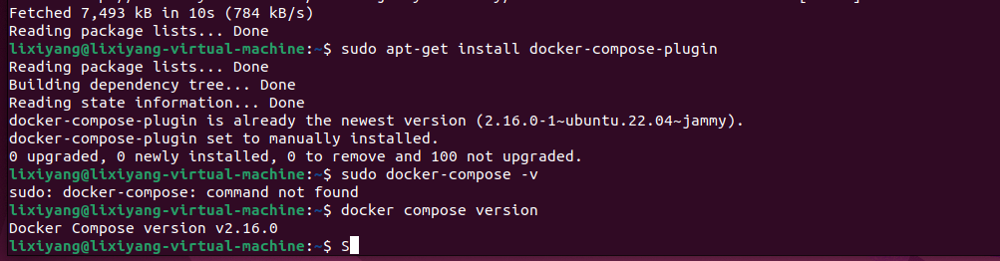 Fetched 7,493 kB in 10s (784 kB/s)
Reading package lists... Done
lixiyang@lixiyang-virtual-machine:~$ sudo apt-get install docker-compose-plugin
Reading package lists... Done
Building dependency tree... Done
Reading state information... Done
docker-compose-plugin is already the newest version (2.16.0-1~ubuntu.22.04~jammy).
docker-compose-plugin set to manually installed.
0 upgraded, 0 newly installed, 0 to remove and 100 not upgraded.
lixiyang@lixiyang-virtual-machine:~$ sudo docker-compose -v
sudo: docker-compose: command not found
lixiyang@lixiyang-virtual-machine:~$ docker compose version
Docker Compose version v2.16.0
lixiyang@lixiyang-virtual-machine:~$ S